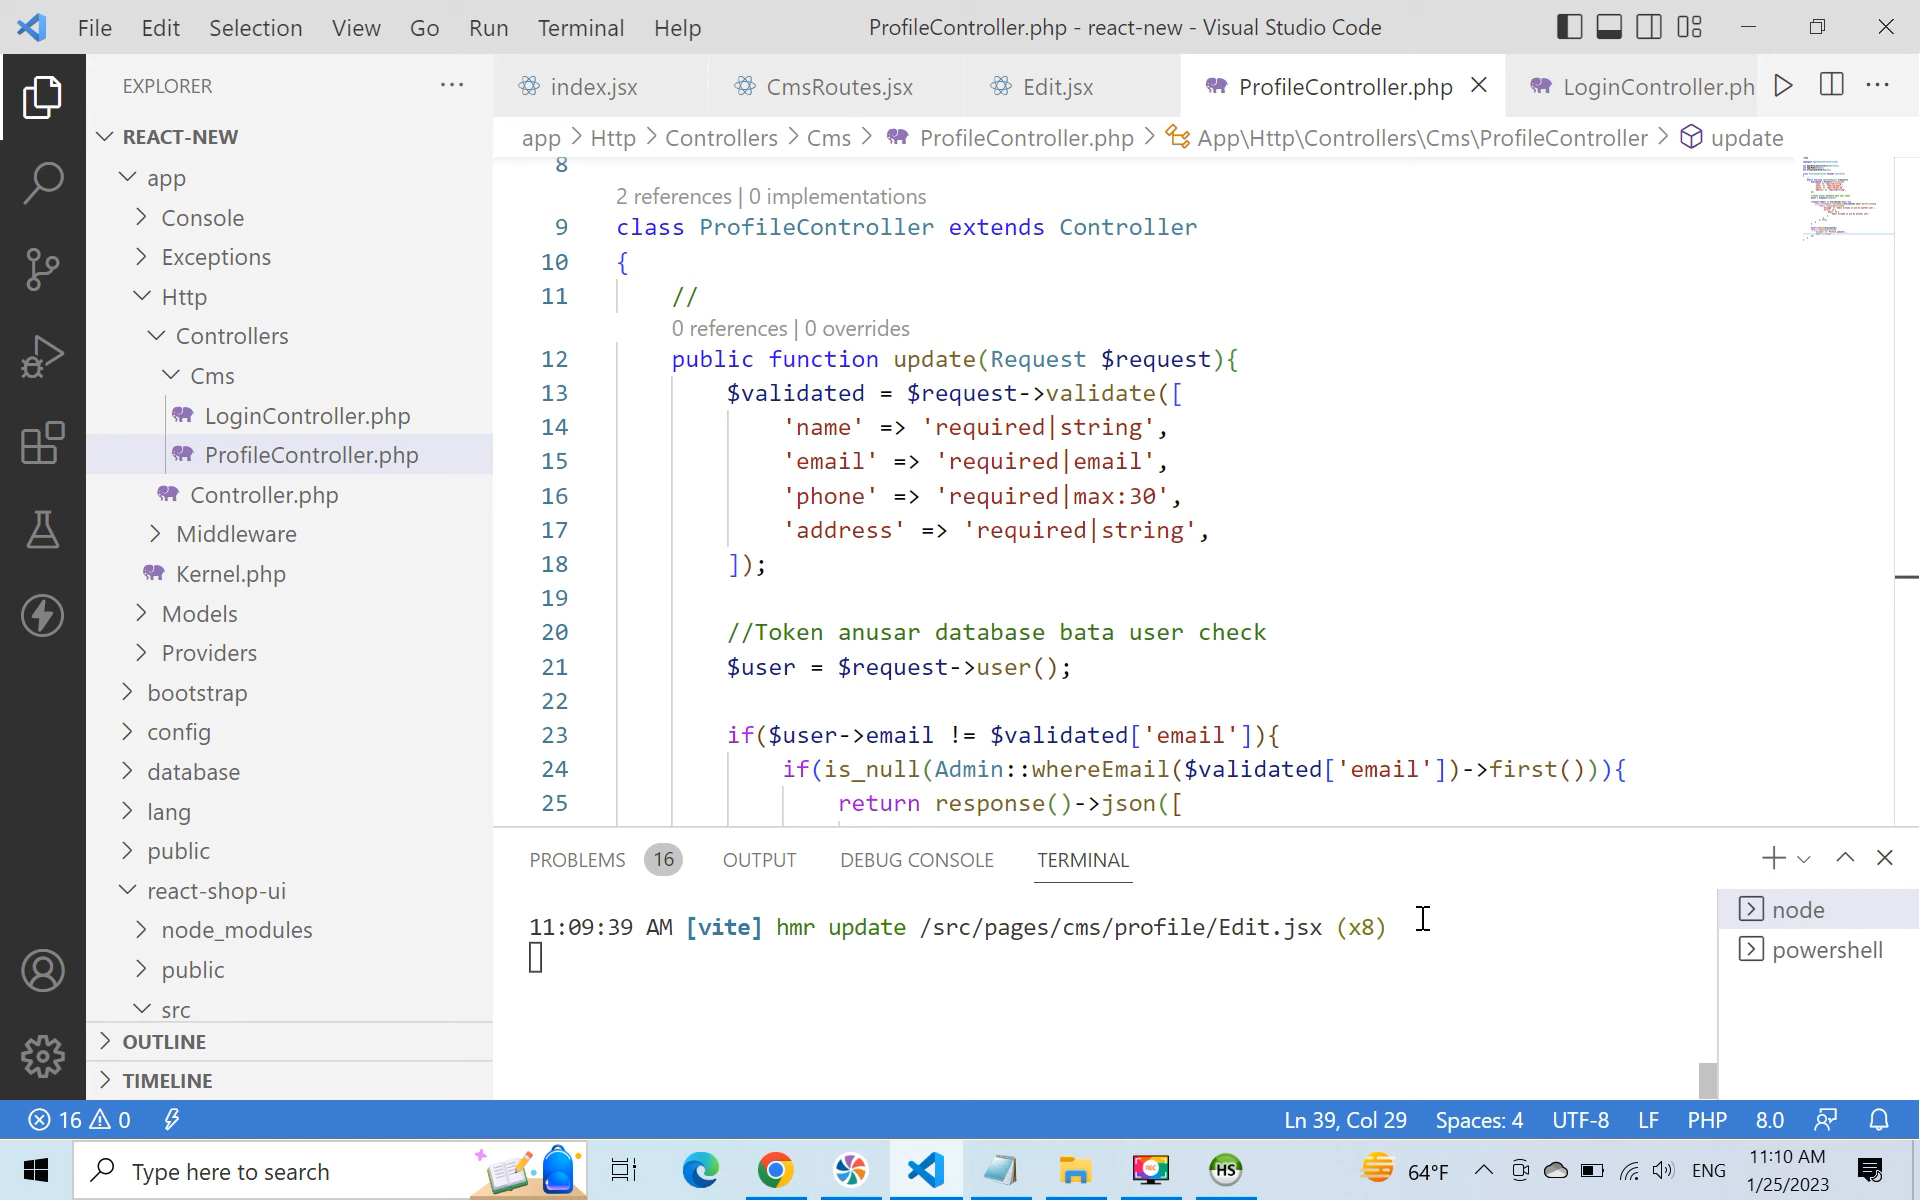 File Edit Selection View Go Run Terminal Help
ProfileController.php - react-new - Visual Studio Code
EXPLORER
REACT-NEW
app
Console
Exceptions
Http
Controllers
Cms
LoginController.php
ProfileController.php
Controller.php
Middleware
Kernel.php
Models
Providers
bootstrap
config
database
lang
public
react-shop-ui
node_modules
public
src
OUTLINE
TIMELINE
index.jsx CmsRoutes.jsx Edit.jsx ProfileController.php LoginController.ph
app > Http > Controllers > Cms > ProfileController.php > App\Http\Controllers\Cms\ProfileController > update
8
2 references | 0 implementations
9 class ProfileController extends Controller
10 {
11 //
0 references | 0 overrides
12 public function update(Request $request){
13 $validated = $request->validate([
14 'name' => 'required|string',
15 'email' => 'required|email',
16 'phone' => 'required|max:30',
17 'address' => 'required|string',
18 ]);
19
20 //Token anusar database bata user check
21 $user = $request->user();
22
23 if($user->email != $validated['email']){
24 if(is_null(Admin::whereEmail($validated['email'])->first())){
25 return response()->json([
PROBLEMS 16 OUTPUT DEBUG CONSOLE TERMINAL
11:09:39 AM [vite] hmr update /src/pages/cms/profile/Edit.jsx (x8)
node
powershell
16 0
Ln 39, Col 29 Spaces: 4 UTF-8 LF PHP 8.0
Type here to search
REC
HS
64°F
ENG
11:10 AM
1/25/2023